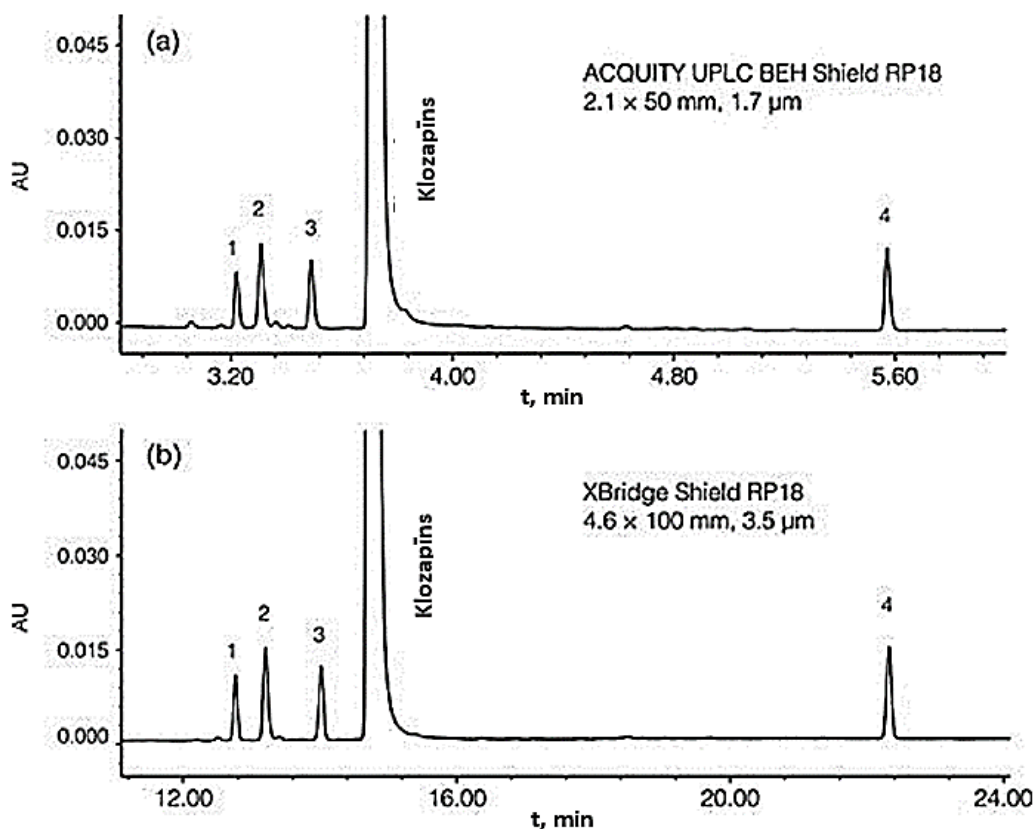 (a)
ACQUITY UPLC BEH Shield RP18
2.1 × 50 mm, 1.7 µm
AU
0.045
0.030
0.015
0.000
1
2
3
Klozapīns
4
3.20
4.00
4.80
5.60
t, min
(b)
XBridge Shield RP18
4.6 × 100 mm, 3.5 µm
AU
0.045
0.030
0.015
0.000
1
2
3
Klozapīns
4
12.00
16.00
20.00
24.00
t, min